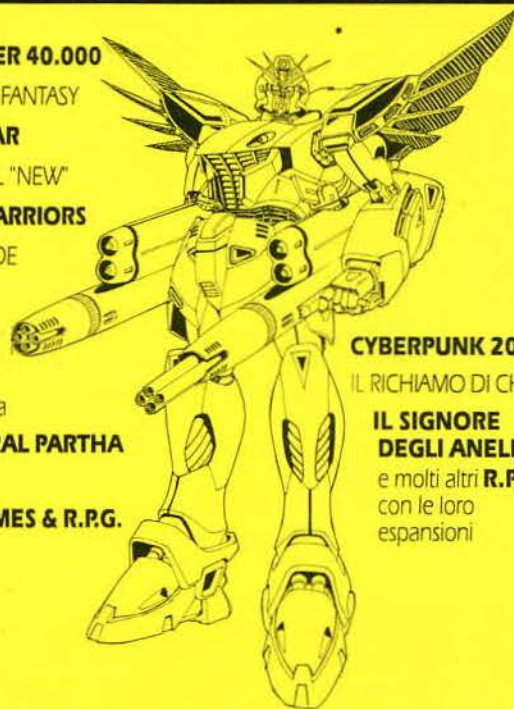 ER 40.000
FANTASY
AR
L "NEW"
ARRIORS
DE
a
AL PARTHA
MES & R.P.G.
CYBERPUNK 20
IL RICHIAMO DI CH
IL SIGNORE
DEGLI ANELL
e molti altri R.P.
con le loro
espansioni